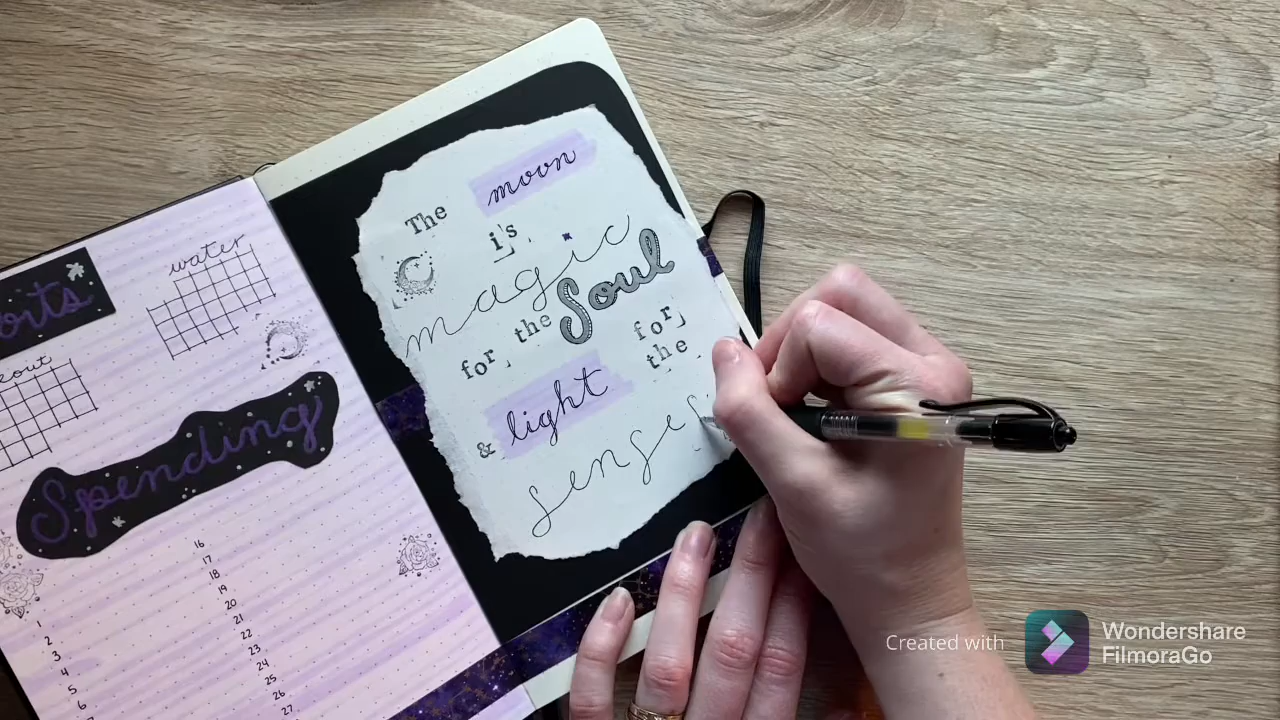 The moon
is
magic
for the Soul
& light for
the
senses
water
Spending
16
17
18
19
20
21
22
23
24
25
26
27
1
2
3
4
5
Created with
Wondershare
FilmoraGo